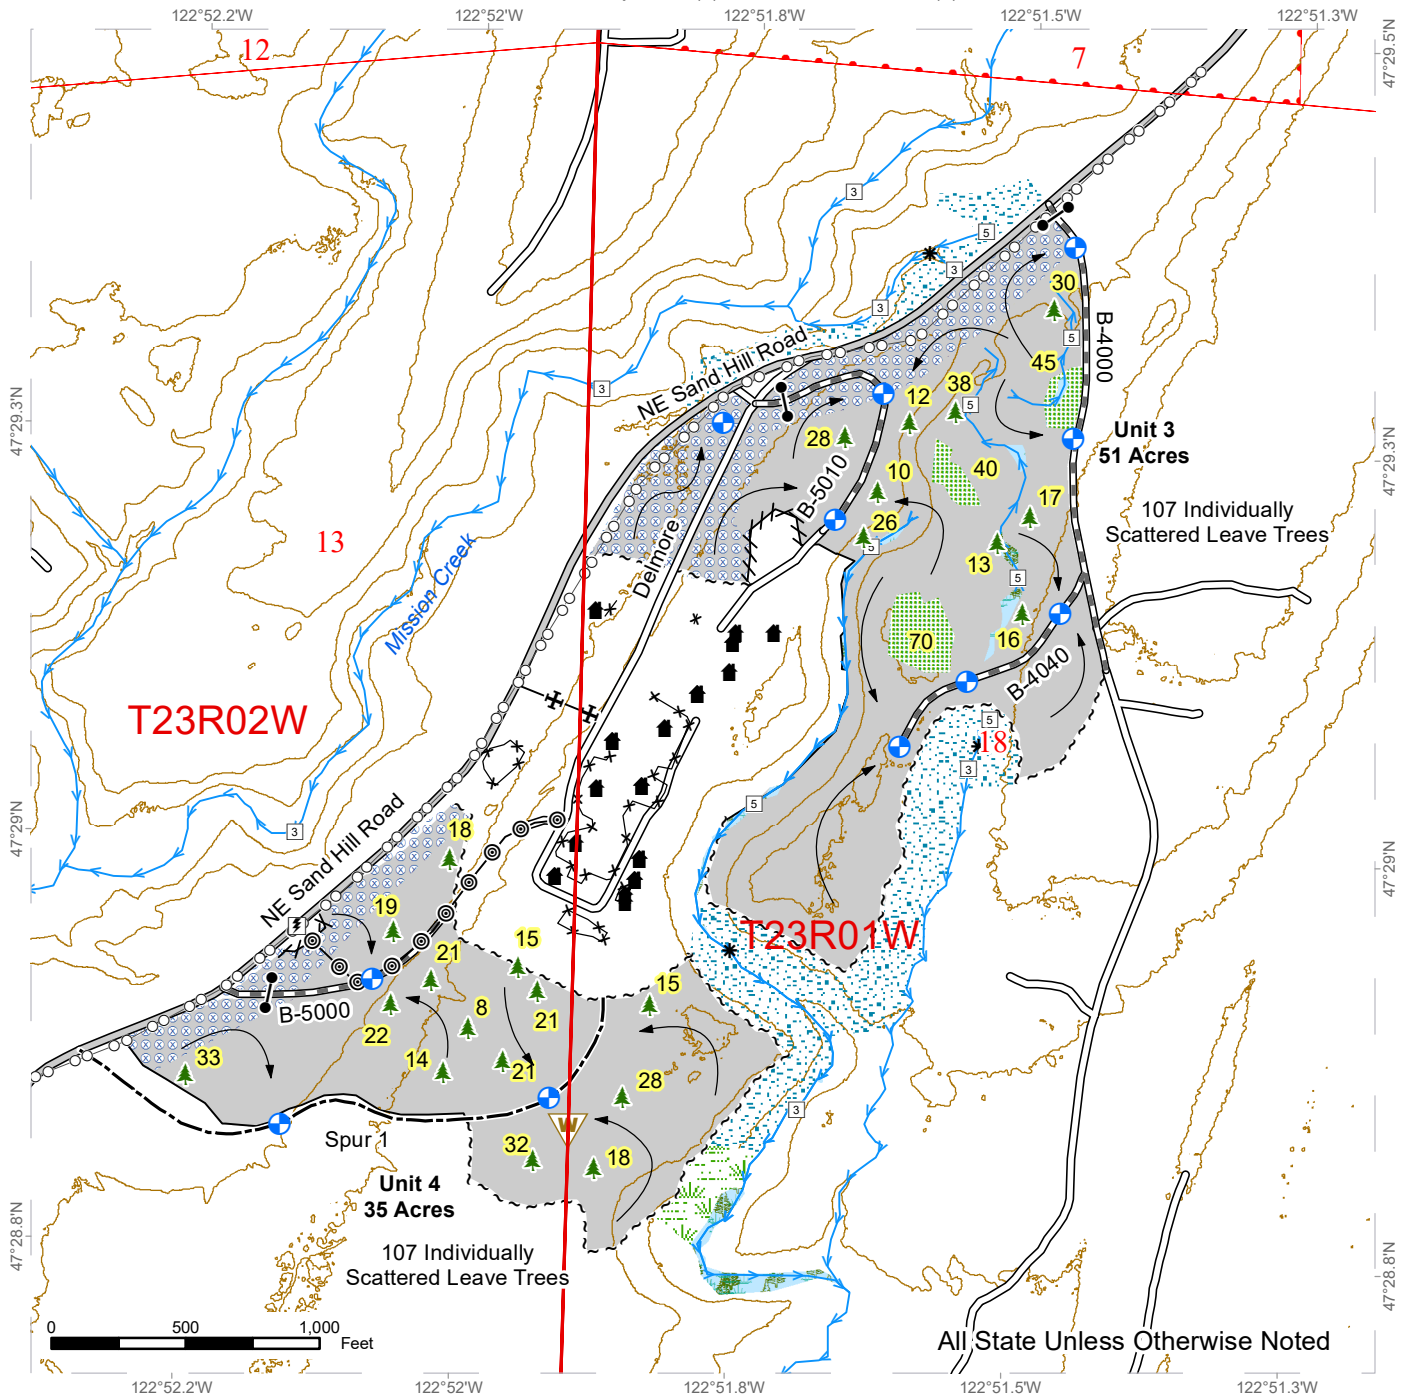 122°52.2'W 122°52'W 122°51.8'W 122°51.5'W 122°51.3'W
47°29.5'N
12
7
3
5
3
3
30
B-4000
5
NE Sand Hill Road
45
38
12
5
3
28
47°29.3'N
Unit 3
51 Acres
47°29.3'N
40
10
B-5010
17
107 Individually
Scattered Leave Trees
26
5
13
Delmore
13
5
Mission Creek
70
16
B-4040
T23R02W
5
18
3
5
3
NE Sand Hill Road
18
47°29'N
47°29'N
19
T23R01W
15
21
15
B-5000
8
21
22
33
14
21
28
3
Spur 1
32
18
Unit 4
35 Acres
107 Individually
Scattered Leave Trees
47°28.8'N
47°28.8'N
0 500 1,000
Feet
All State Unless Otherwise Noted
W
122°52.2'W 122°52'W 122°51.8'W 122°51.5'W 122°51.3'W